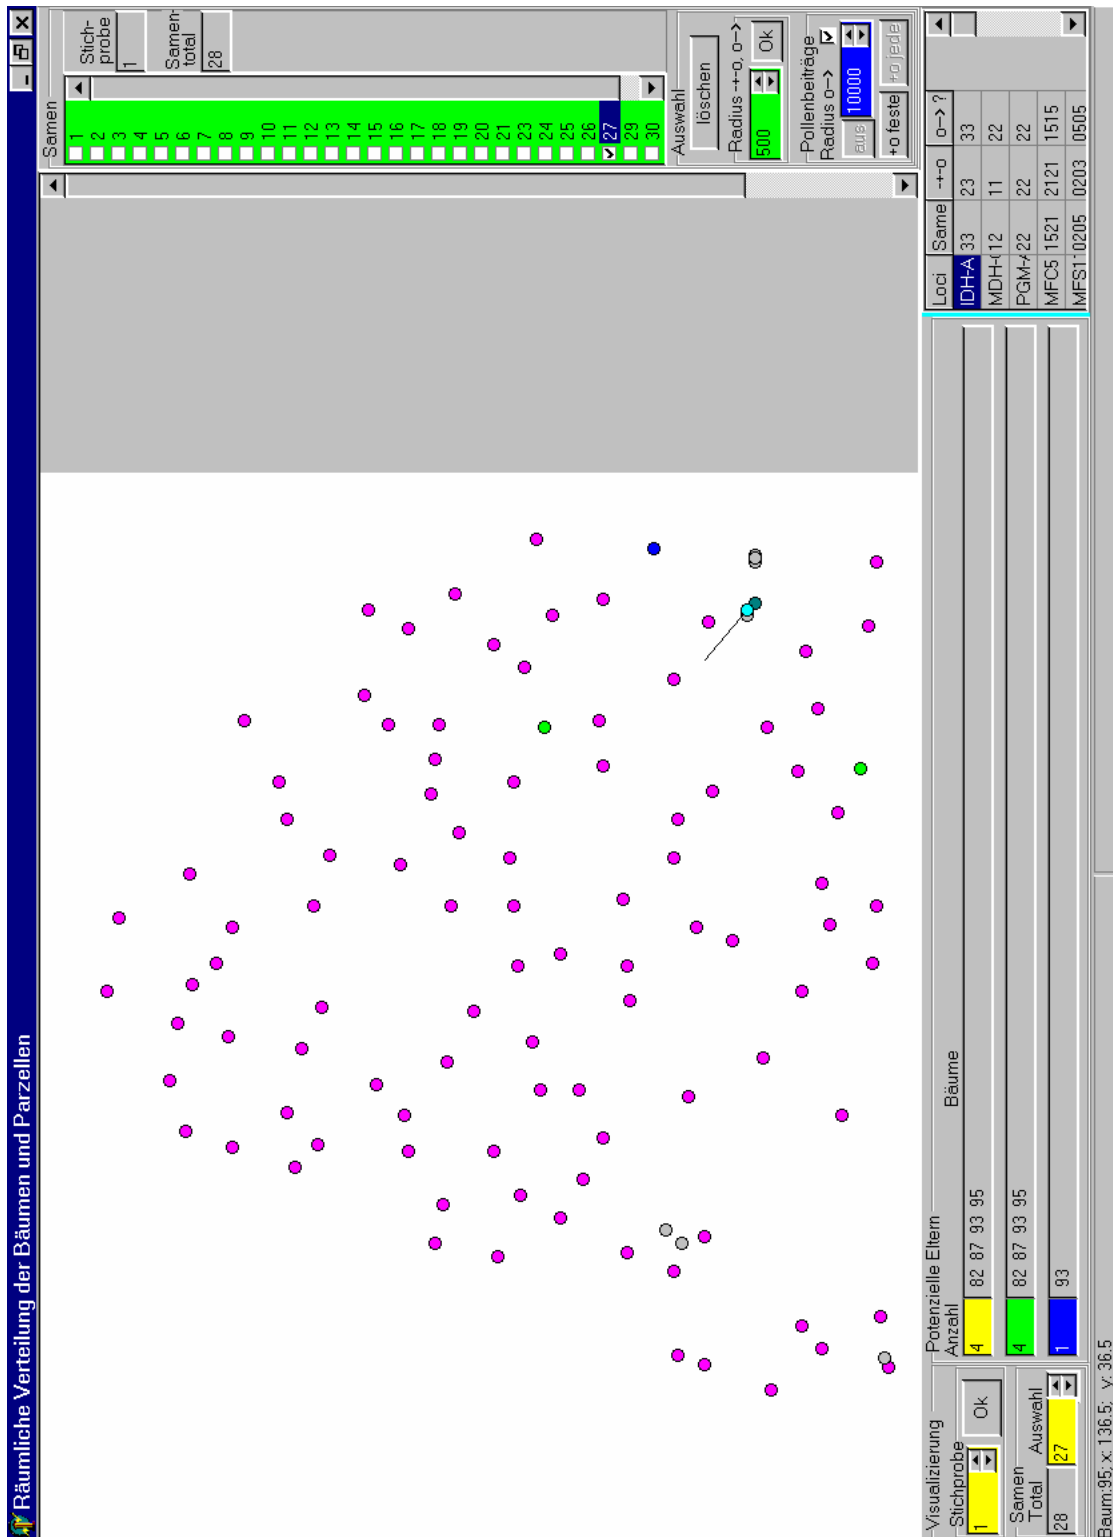 Räumliche Verteilung der Bäumen und Parzellen
Samen
1
2
3
4
5
6
7
8
9
10
11
12
13
14
15
16
17
18
19
20
21
22
23
24
25
26
27
29
30
Stich-
probe
1
Samen-
total
28
Auswahl
löschen
Radius -+-o, o->
500
Ok
Pollenbeiträge
Radius o->
aus
10000
+o feste
+o jede
Visualizierung
Stichprobe
1
Ok
Samen
Total
Auswahl
28
27
Potenzielle Eltern
Anzahl
Bäume
4
82 87 93 95
4
82 87 93 95
1
93
Loci Same -+-o o-> ?
IDH-A 33 23 33
MDH-( 12 11 22
PGM-A 22 22 22
MFC5 1521 2121 1515
MFS1 0205 0203 0505
Baum:95; x: 136.5; y: 36.5